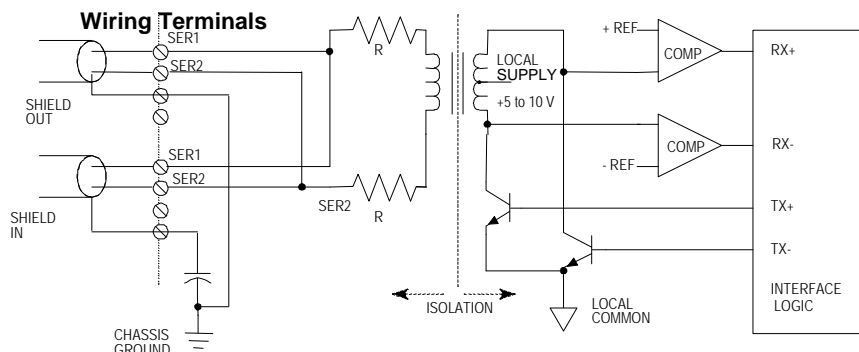 Wiring Terminals
SER1
SER2
SHIELD
OUT
SER1
SER2
SHIELD
IN
CHASSIS
GROUND
R
SER2
R
ISOLATION
LOCAL
SUPPLY
+5 to 10 V
+ REF
COMP
RX+
COMP
RX-
- REF
TX+
TX-
LOCAL
COMMON
INTERFACE
LOGIC